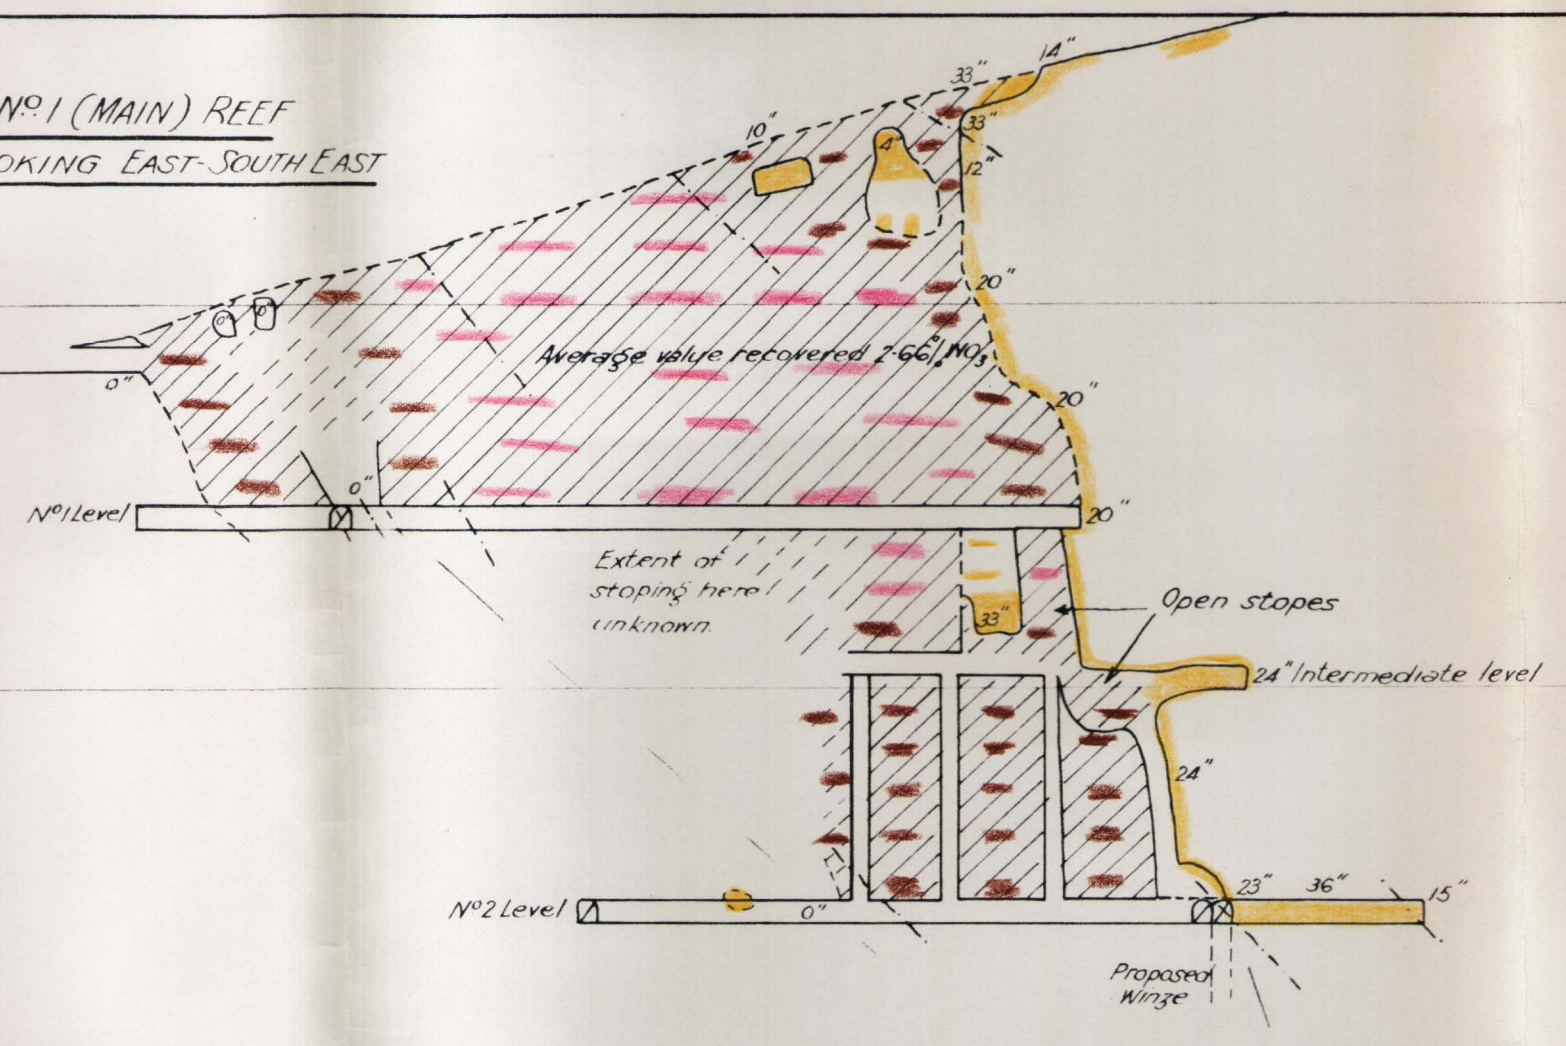 Nº.1 (MAIN) REEF
OKING EAST-SOUTH EAST
14"
33"
10"
33"
4"
12"
20"
0"
0"
Average value recovered 2·66%
0"
20"
0"
Nº1 Level
20"
Extent of
stoping here
unknown.
33"
Open stopes
24" Intermediate level
24"
23" 36" 15"
Nº2 Level
0"
Proposed
Winze